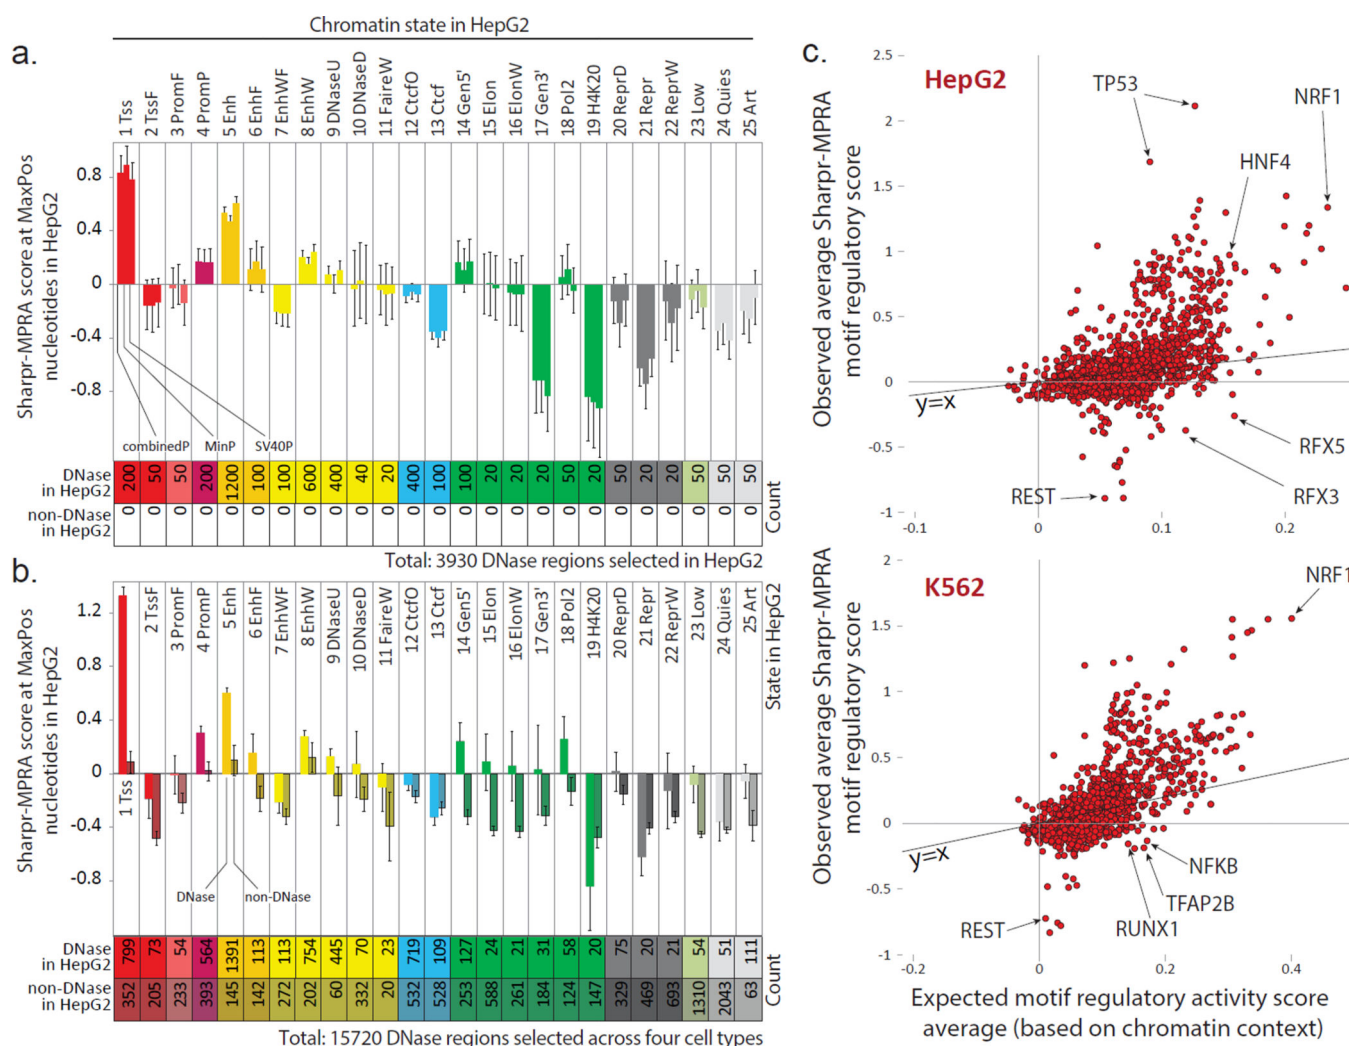 Chromatin state in HepG2
a.
1 Tss
2 TssF
3 PromF
4 PromP
5 Enh
6 EnhF
7 EnhWF
8 EnhW
9 DNaseU
10 DNaseD
11 FaireW
12 CtcfO
13 Ctcf
14 Gen5'
15 Elon
16 ElonW
17 Gen3'
18 Pol2
19 H4K20
20 ReprD
21 Repr
22 ReprW
23 Low
24 Quies
25 Art
Sharpr-MPRA score at MaxPos
nucleotides in HepG2
0.8
0.4
0
-0.4
-0.8
combinedP
MinP
SV40P
DNase
in HepG2
200 50 50 200 1200 100 100 600 400 40 20 400 100 100 20 20 20 50 20 50 20 20 50 50 50
non-DNase
in HepG2
0 0 0 0 0 0 0 0 0 0 0 0 0 0 0 0 0 0 0 0 0 0 0 0 0
Count
Total: 3930 DNase regions selected in HepG2
b.
1 Tss
2 TssF
3 PromF
4 PromP
5 Enh
6 EnhF
7 EnhWF
8 EnhW
9 DNaseU
10 DNaseD
11 FaireW
12 CtcfO
13 Ctcf
14 Gen5'
15 Elon
16 ElonW
17 Gen3'
18 Pol2
19 H4K20
20 ReprD
21 Repr
22 ReprW
23 Low
24 Quies
25 Art
State in HepG2
Sharpr-MPRA score at MaxPos
nucleotides in HepG2
1.2
0.8
0.4
0
-0.4
-0.8
DNase
non-DNase
DNase
in HepG2
799 73 54 564 1391 113 113 754 445 70 23 719 109 127 24 21 31 58 20 75 20 21 54 51 111
non-DNase
in HepG2
352 205 233 393 145 142 272 202 60 332 20 532 528 253 588 261 184 124 147 329 469 693 1310 2043 63
Count
Total: 15720 DNase regions selected across four cell types
c.
HepG2
Observed average Sharpr-MPRA
motif regulatory score
2.5
2
1.5
1
0.5
0
-0.5
-1
-0.1
0
0.1
0.2
TP53
NRF1
HNF4
y=x
RFX5
RFX3
REST
K562
Observed average Sharpr-MPRA
motif regulatory score
2
1.5
1
0.5
0
-0.5
-1
-0.2
0
0.2
0.4
NRF1
y=x
NFKB
TFAP2B
RUNX1
REST
Expected motif regulatory activity score
average (based on chromatin context)